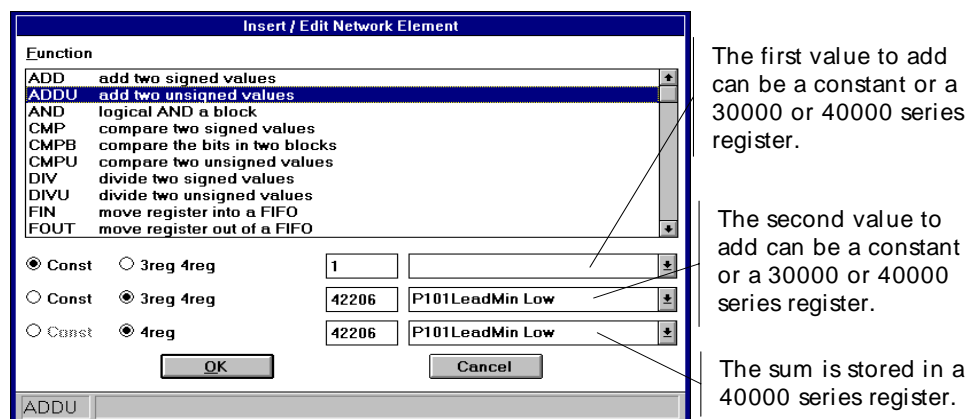 Insert / Edit Network Element
Function
ADD add two signed values
ADDU add two unsigned values
AND logical AND a block
CMP compare two signed values
CMPB compare the bits in two blocks
CMPU compare two unsigned values
DIV divide two signed values
DIVU divide two unsigned values
FIN move register into a FIFO
FOUT move register out of a FIFO
Const 3reg 4reg 1
Const 3reg 4reg 42206 P101LeadMin Low
Const 4reg 42206 P101LeadMin Low
OK Cancel
ADDU
The first value to add
can be a constant or a
30000 or 40000 series
register.
The second value to
add can be a constant
or a 30000 or 40000
series register.
The sum is stored in a
40000 series register.